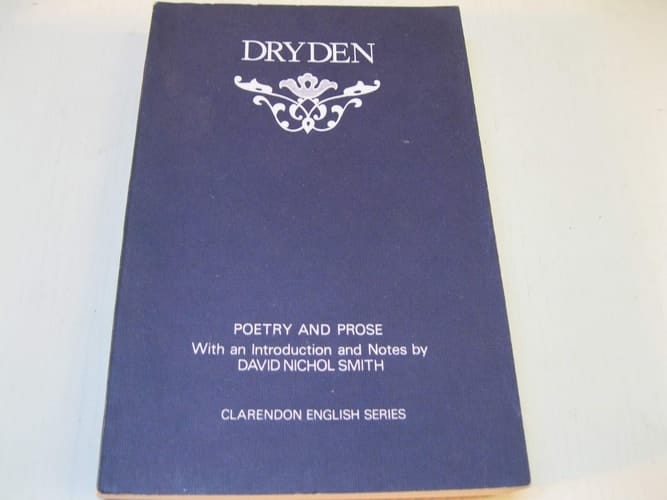 DRYDEN
POETRY AND PROSE
With an Introduction and Notes by
DAVID NICHOL SMITH
CLARENDON ENGLISH SERIES